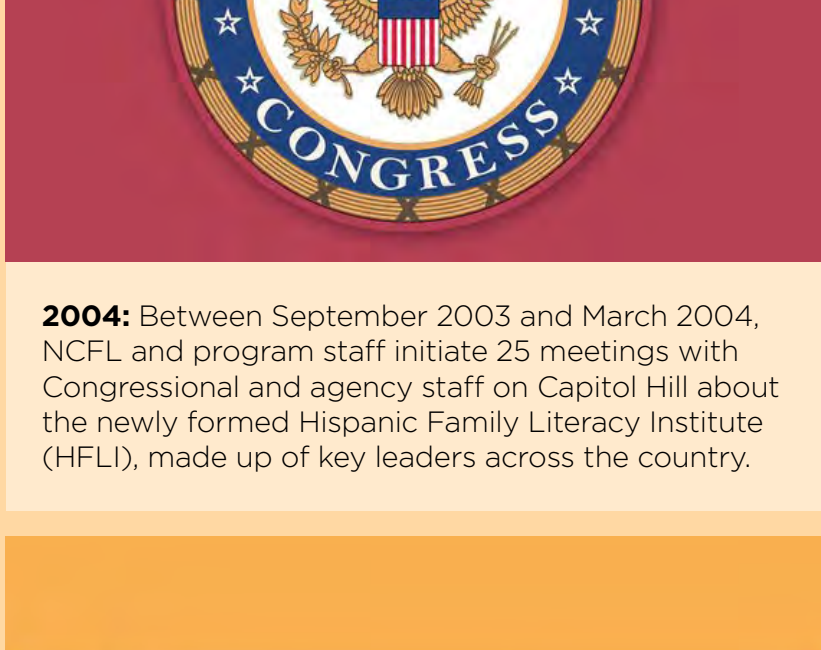 CONGRESS
2004: Between September 2003 and March 2004,
NCFL and program staff initiate 25 meetings with
Congressional and agency staff on Capitol Hill about
the newly formed Hispanic Family Literacy Institute
(HFLI), made up of key leaders across the country.